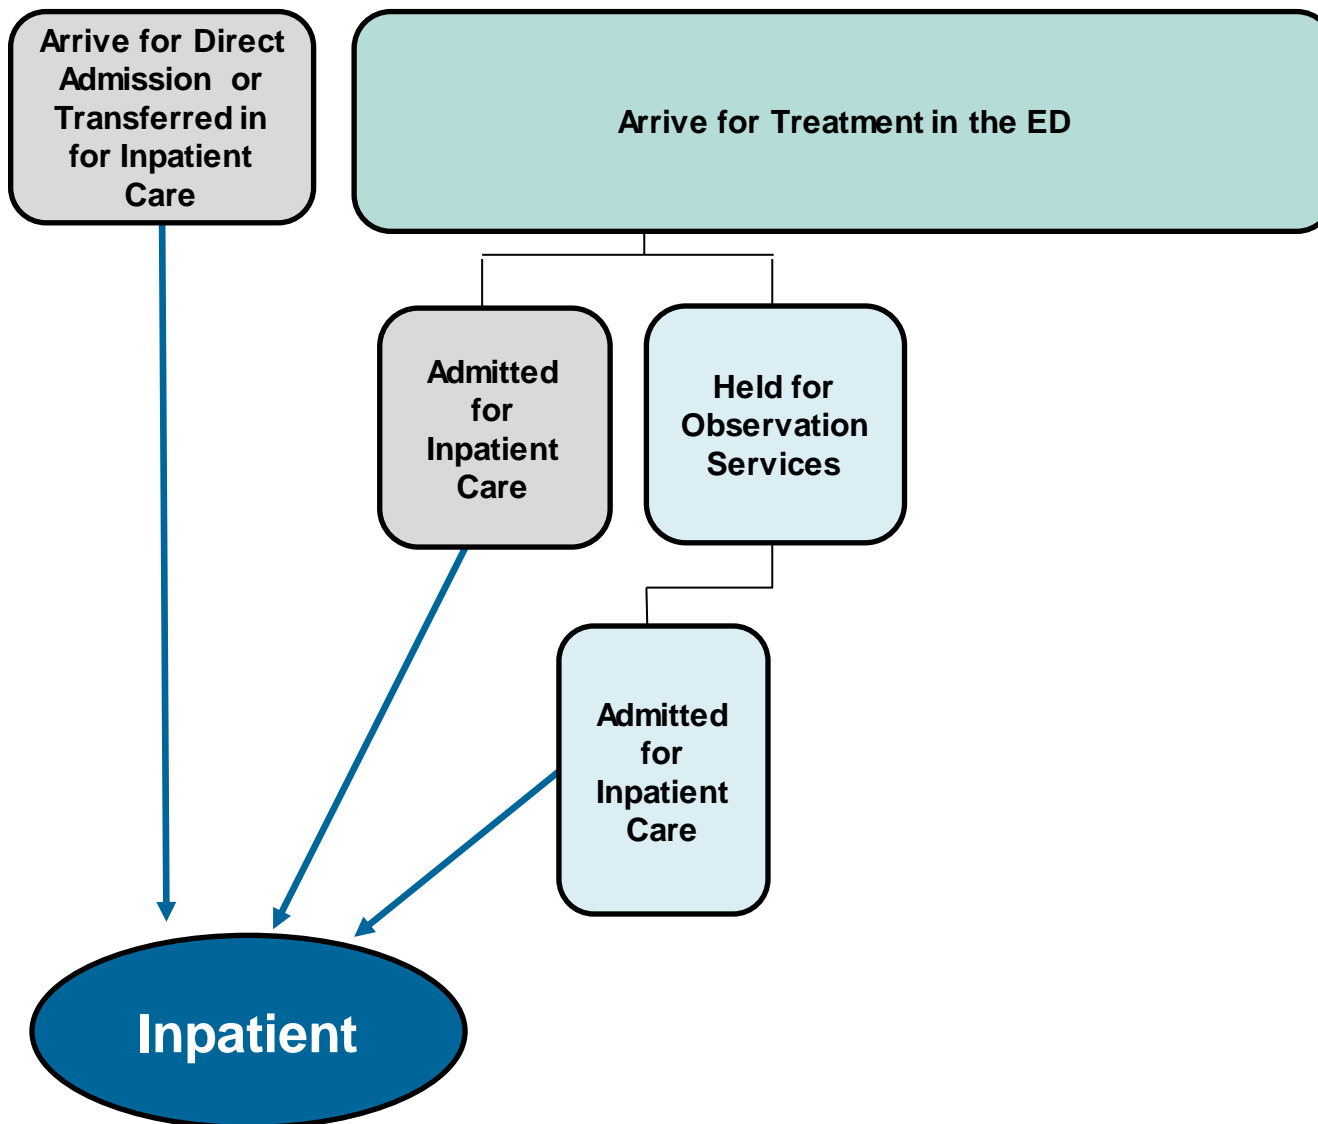 Arrive for Direct
Admission or
Transferred in
for Inpatient
Care
Arrive for Treatment in the ED
Admitted
for
Inpatient
Care
Held for
Observation
Services
Admitted
for
Inpatient
Care
Inpatient